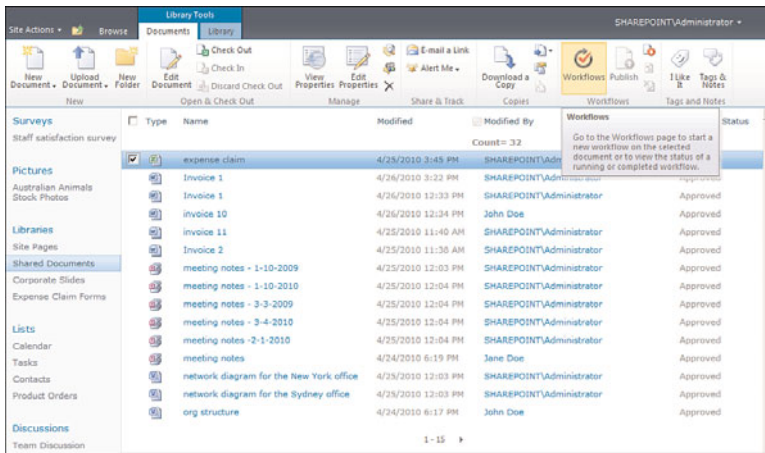 Library Tools
SHAREPOINT\Administrator
Site Actions Browse Documents Library
New Document
Upload Document
New Folder
New
Edit Document
Check Out
Check In
Discard Check Out
Open & Check Out
View Properties
Edit Properties
Manage
E-mail a Link
Alert Me
Share & Track
Download a Copy
Copies
Workflows
Publish
Workflows
I Like It
Tags & Notes
Tags and Notes
Workflows
Go to the Workflows page to start a
new workflow on the selected
document or to view the status of a
running or completed workflow.
Surveys
Staff satisfaction survey
Pictures
Australian Animals
Stock Photos
Libraries
Site Pages
Shared Documents
Corporate Slides
Expense Claim Forms
Lists
Calendar
Tasks
Contacts
Product Orders
Discussions
Team Discussion
Type Name Modified Modified By Status
Count= 32
expense claim 4/25/2010 3:45 PM SHAREPOINT\Adm
Invoice 1 4/26/2010 3:22 PM SHAREPOINT\Administrator Approved
Invoice 1 4/26/2010 12:33 PM SHAREPOINT\Administrator Approved
invoice 10 4/26/2010 12:34 PM John Doe Approved
invoice 11 4/25/2010 11:40 AM SHAREPOINT\Administrator Approved
Invoice 2 4/25/2010 11:38 AM SHAREPOINT\Administrator Approved
meeting notes - 1-10-2009 4/25/2010 12:03 PM SHAREPOINT\Administrator Approved
meeting notes - 1-10-2010 4/25/2010 12:04 PM SHAREPOINT\Administrator Approved
meeting notes - 3-3-2009 4/25/2010 12:04 PM SHAREPOINT\Administrator Approved
meeting notes - 3-4-2010 4/25/2010 12:04 PM SHAREPOINT\Administrator Approved
meeting notes -2-1-2010 4/25/2010 12:04 PM SHAREPOINT\Administrator Approved
meeting notes 4/24/2010 6:19 PM Jane Doe Approved
network diagram for the New York office 4/25/2010 12:03 PM SHAREPOINT\Administrator Approved
network diagram for the Sydney office 4/25/2010 12:03 PM SHAREPOINT\Administrator Approved
org structure 4/24/2010 6:17 PM John Doe Approved
1 - 15